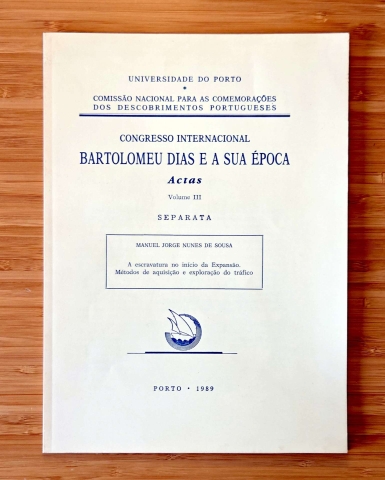 UNIVERSIDADE DO PORTO
•
COMISSÃO NACIONAL PARA AS COMEMORAÇÕES
DOS DESCOBRIMENTOS PORTUGUESES
CONGRESSO INTERNACIONAL
BARTOLOMEU DIAS E A SUA ÉPOCA
Actas
Volume III
SEPARATA
MANUEL JORGE NUNES DE SOUSA
A escravatura no início da Expansão.
Métodos de aquisição e exploração do tráfico
PORTO • 1989